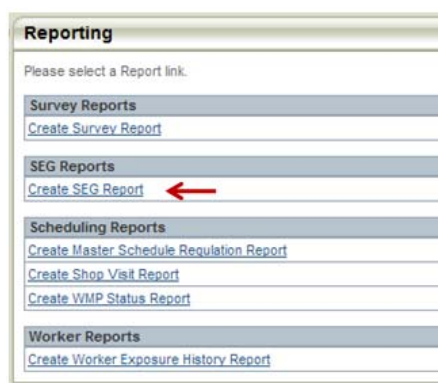 Reporting
Please select a Report link.
Survey Reports
Create Survey Report
SEG Reports
Create SEG Report
Scheduling Reports
Create Master Schedule Regulation Report
Create Shop Visit Report
Create WMP Status Report
Worker Reports
Create Worker Exposure History Report